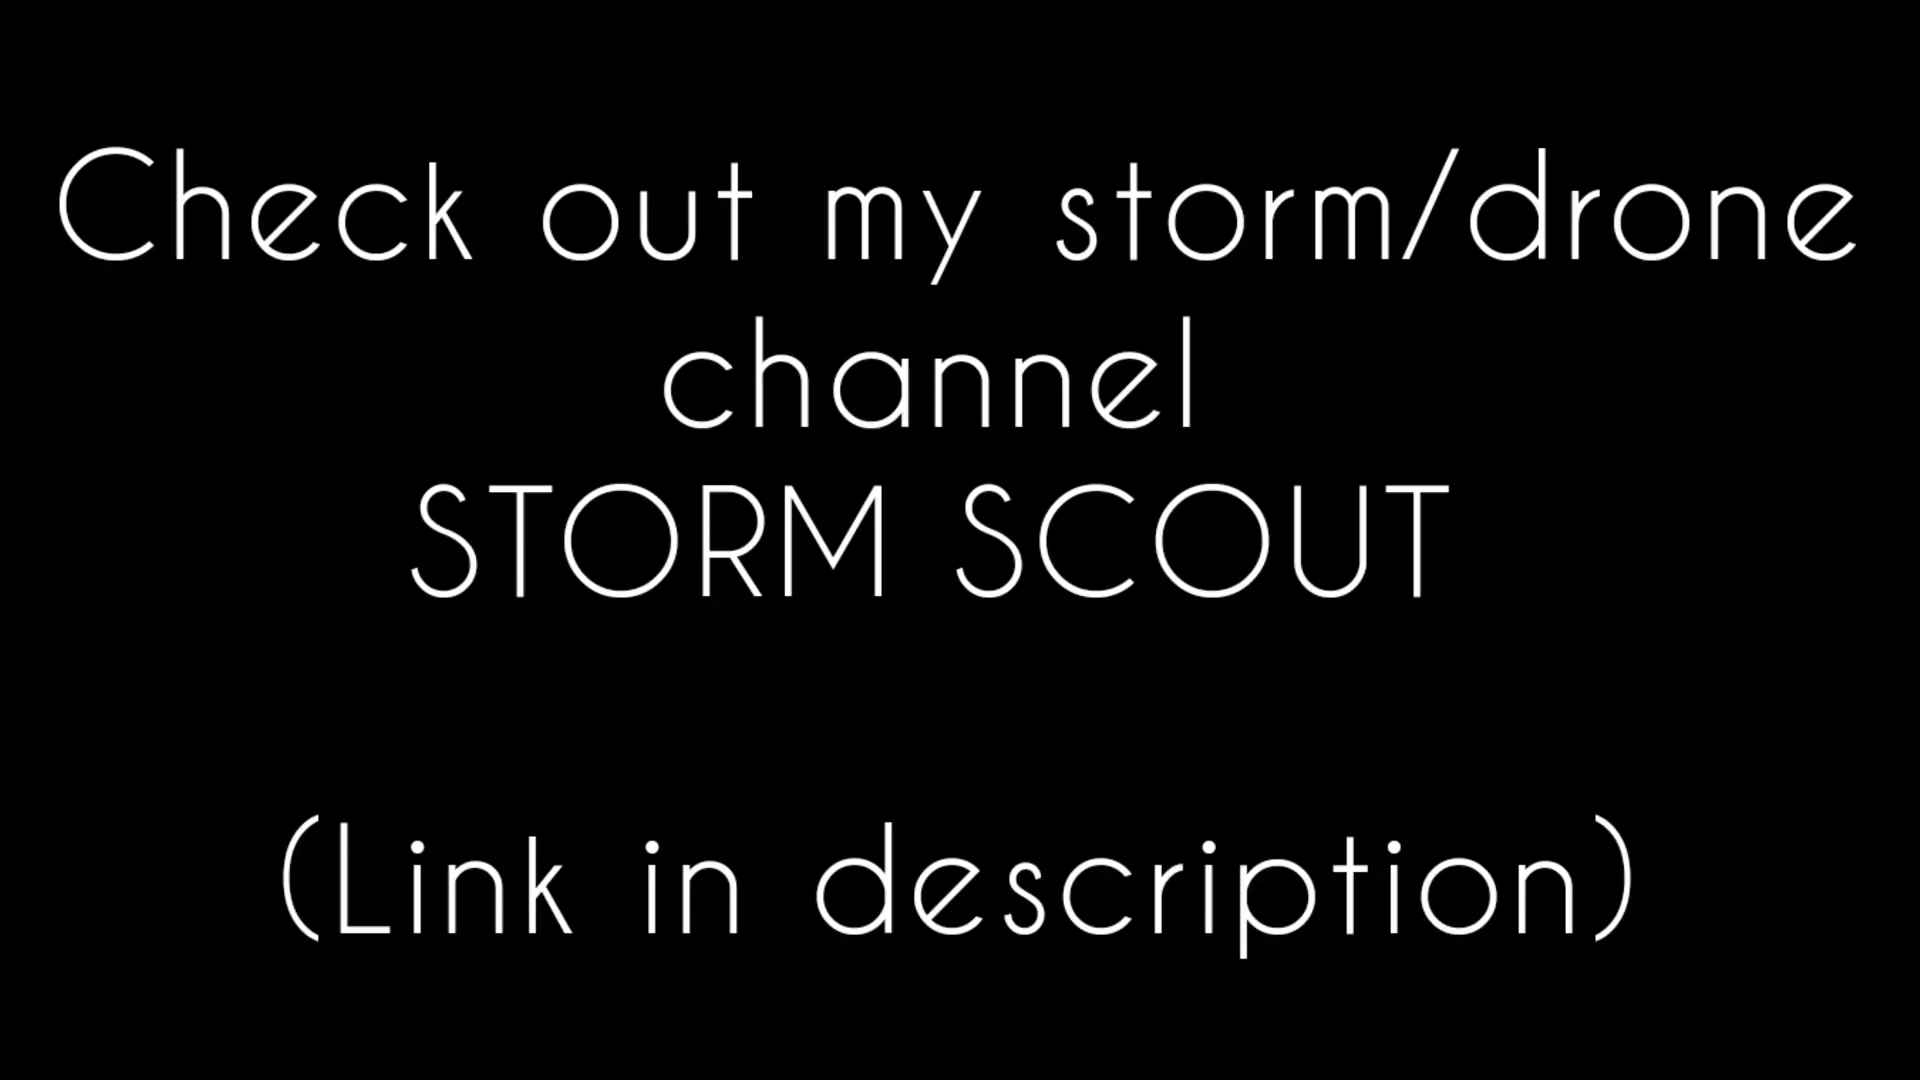 Check out my storm/drone
channel
STORM SCOUT
(Link in description)